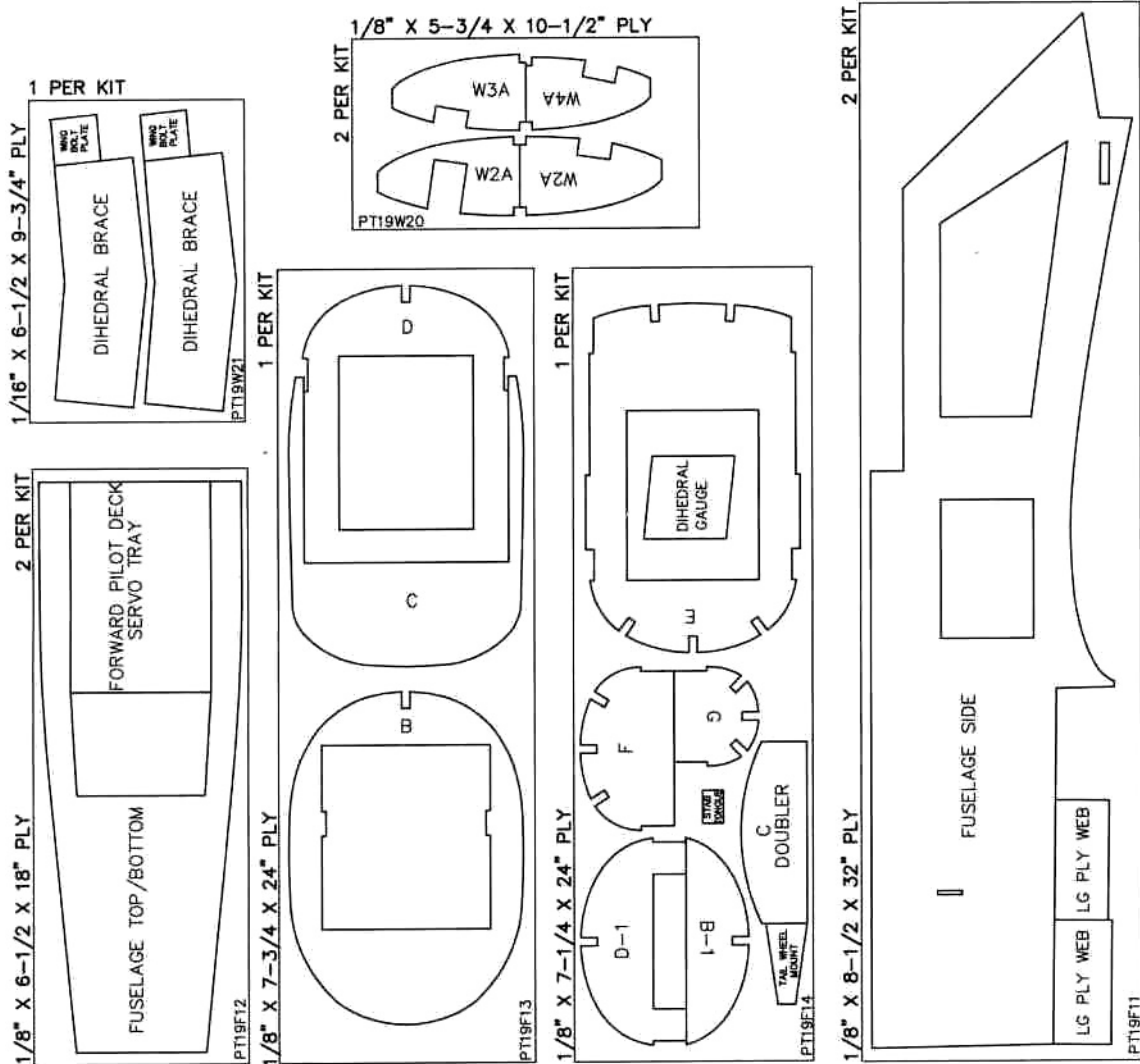 1/8" X 5-3/4 X 10-1/2" PLY
2 PER KIT
W3A
W4A
W2A
W2A
PT19W20
1 PER KIT
1/16" X 6-1/2 X 9-3/4" PLY
WING
BOLT
PLATE
WING
BOLT
PLATE
DIHEDRAL BRACE
DIHEDRAL BRACE
PT19W21
2 PER KIT
1/8" X 6-1/2 X 18" PLY
FORWARD PILOT DECK
SERVO TRAY
FUSELAGE TOP/BOTTOM
PT19F12
1 PER KIT
1/8" X 7-3/4 X 24" PLY
D
C
B
PT19F13
1 PER KIT
1/8" X 7-1/4 X 24" PLY
DIHEDRAL
GAUGE
E
F
G
STAB
TONGUE
C
DOUBLER
D-1
B-1
TAIL WHEEL
MOUNT
PT19F14
2 PER KIT
1/8" X 8-1/2 X 32" PLY
FUSELAGE SIDE
LG PLY WEB
LG PLY WEB
PT19F11